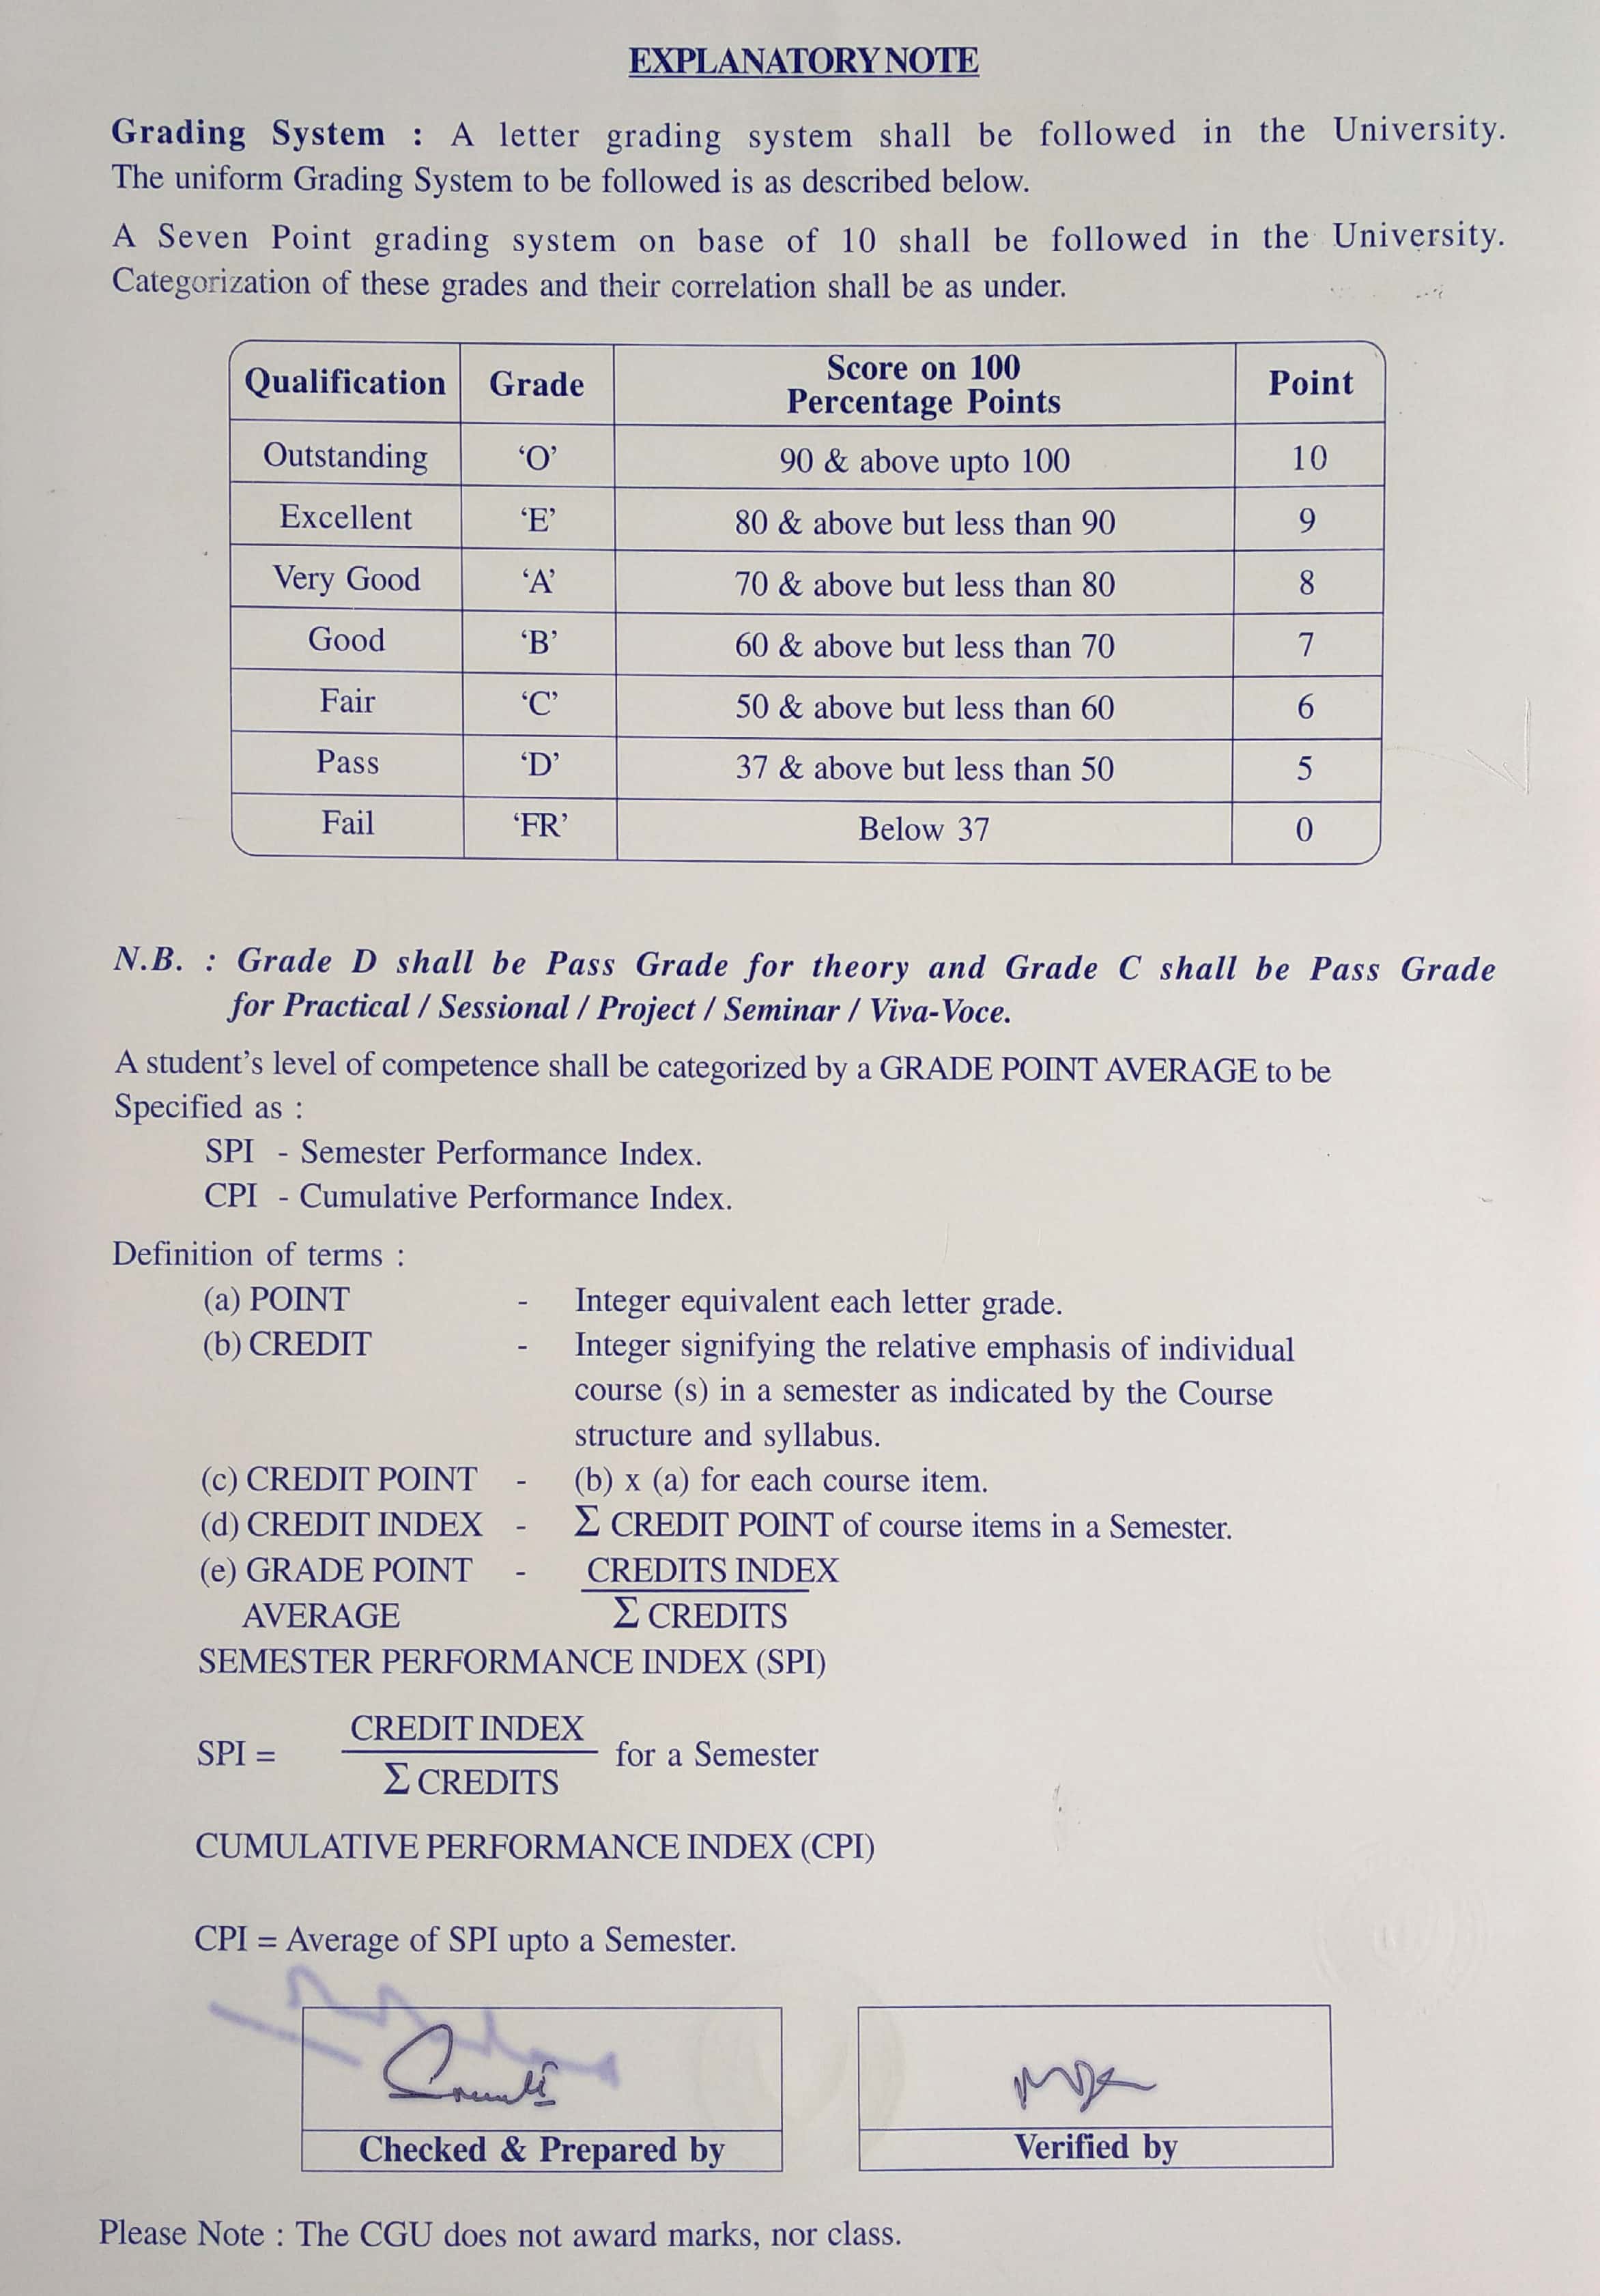 EXPLANATORY NOTE
Grading System : A letter grading system shall be followed in the University.
The uniform Grading System to be followed is as described below.
A Seven Point grading system on base of 10 shall be followed in the University.
Categorization of these grades and their correlation shall be as under.
Qualification Grade Score on 100 Percentage Points Point
Outstanding ‘O’ 90 & above upto 100 10
Excellent ‘E’ 80 & above but less than 90 9
Very Good ‘A’ 70 & above but less than 80 8
Good ‘B’ 60 & above but less than 70 7
Fair ‘C’ 50 & above but less than 60 6
Pass ‘D’ 37 & above but less than 50 5
Fail ‘FR’ Below 37 0
N.B. : Grade D shall be Pass Grade for theory and Grade C shall be Pass Grade
for Practical / Sessional / Project / Seminar / Viva-Voce.
A student’s level of competence shall be categorized by a GRADE POINT AVERAGE to be
Specified as :
SPI - Semester Performance Index.
CPI - Cumulative Performance Index.
Definition of terms :
(a) POINT - Integer equivalent each letter grade.
(b) CREDIT - Integer signifying the relative emphasis of individual
course (s) in a semester as indicated by the Course
structure and syllabus.
(c) CREDIT POINT - (b) x (a) for each course item.
(d) CREDIT INDEX - Σ CREDIT POINT of course items in a Semester.
(e) GRADE POINT - CREDITS INDEX
AVERAGE Σ CREDITS
SEMESTER PERFORMANCE INDEX (SPI)
CREDIT INDEX
SPI = for a Semester
Σ CREDITS
CUMULATIVE PERFORMANCE INDEX (CPI)
CPI = Average of SPI upto a Semester.
Checked & Prepared by
Verified by
Please Note : The CGU does not award marks, nor class.